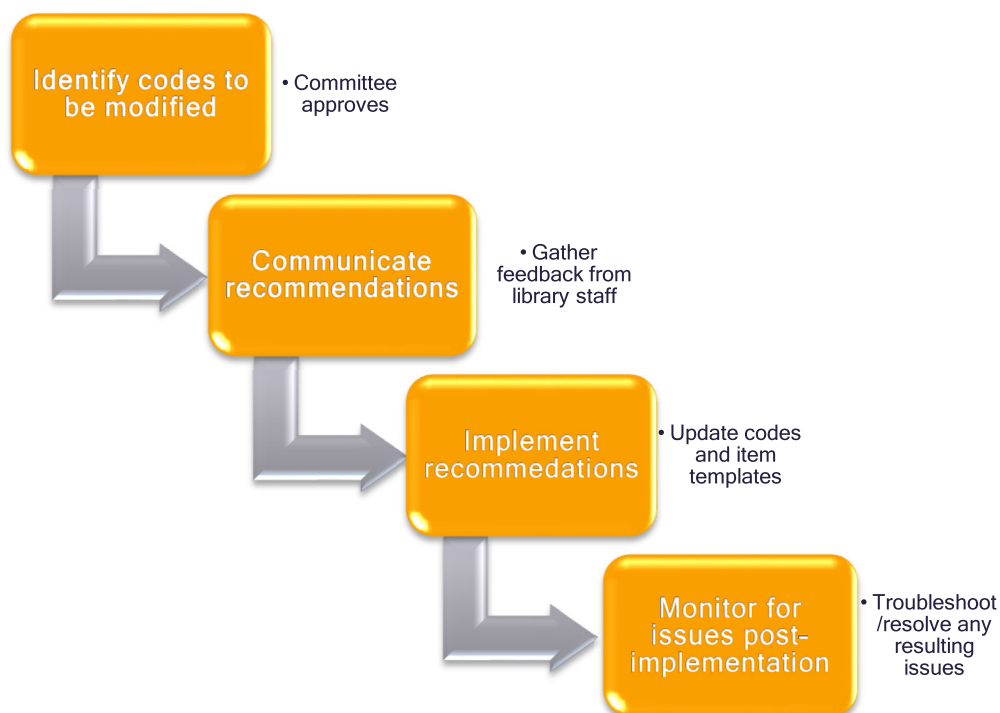 Identify codes to
be modified
• Committee
approves
Communicate
recommendations
• Gather
feedback from
library staff
Implement
recommedations
• Update codes
and item
templates
Monitor for
issues post-
implementation
• Troubleshoot
/resolve any
resulting
issues